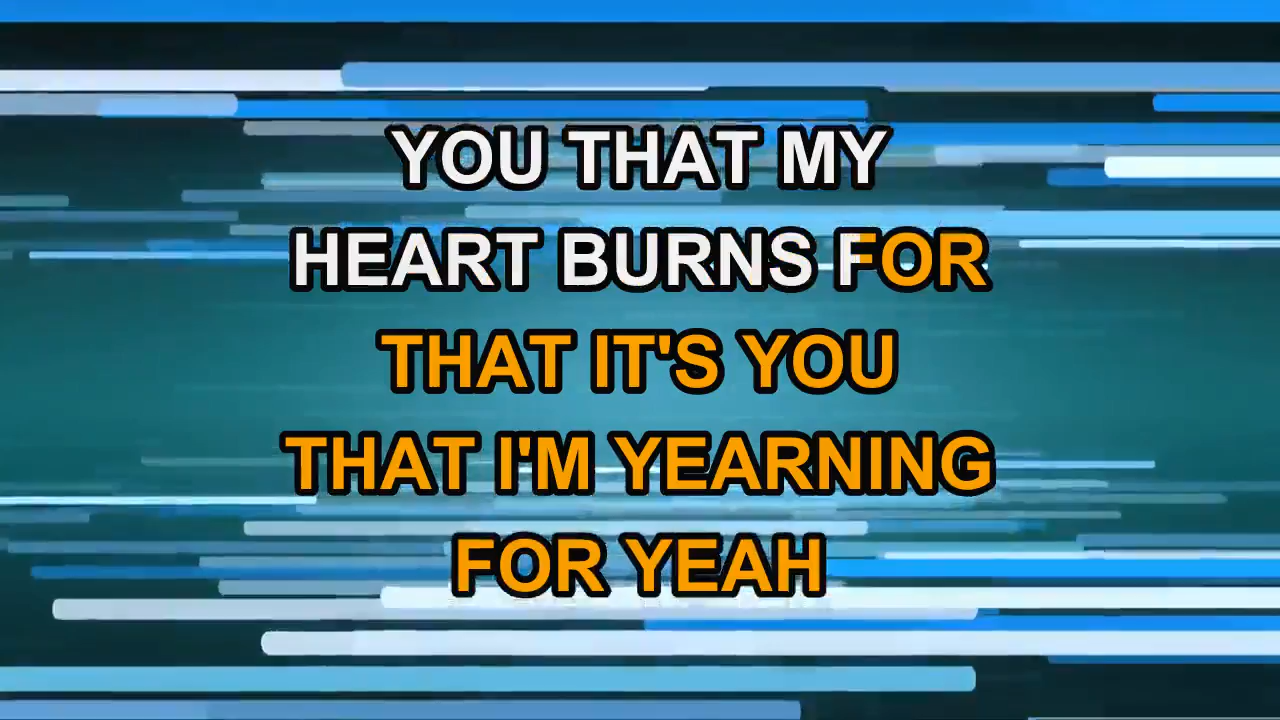 YOU THAT MY
HEART BURNS FOR
THAT IT'S YOU
THAT I'M YEARNING
FOR YEAH